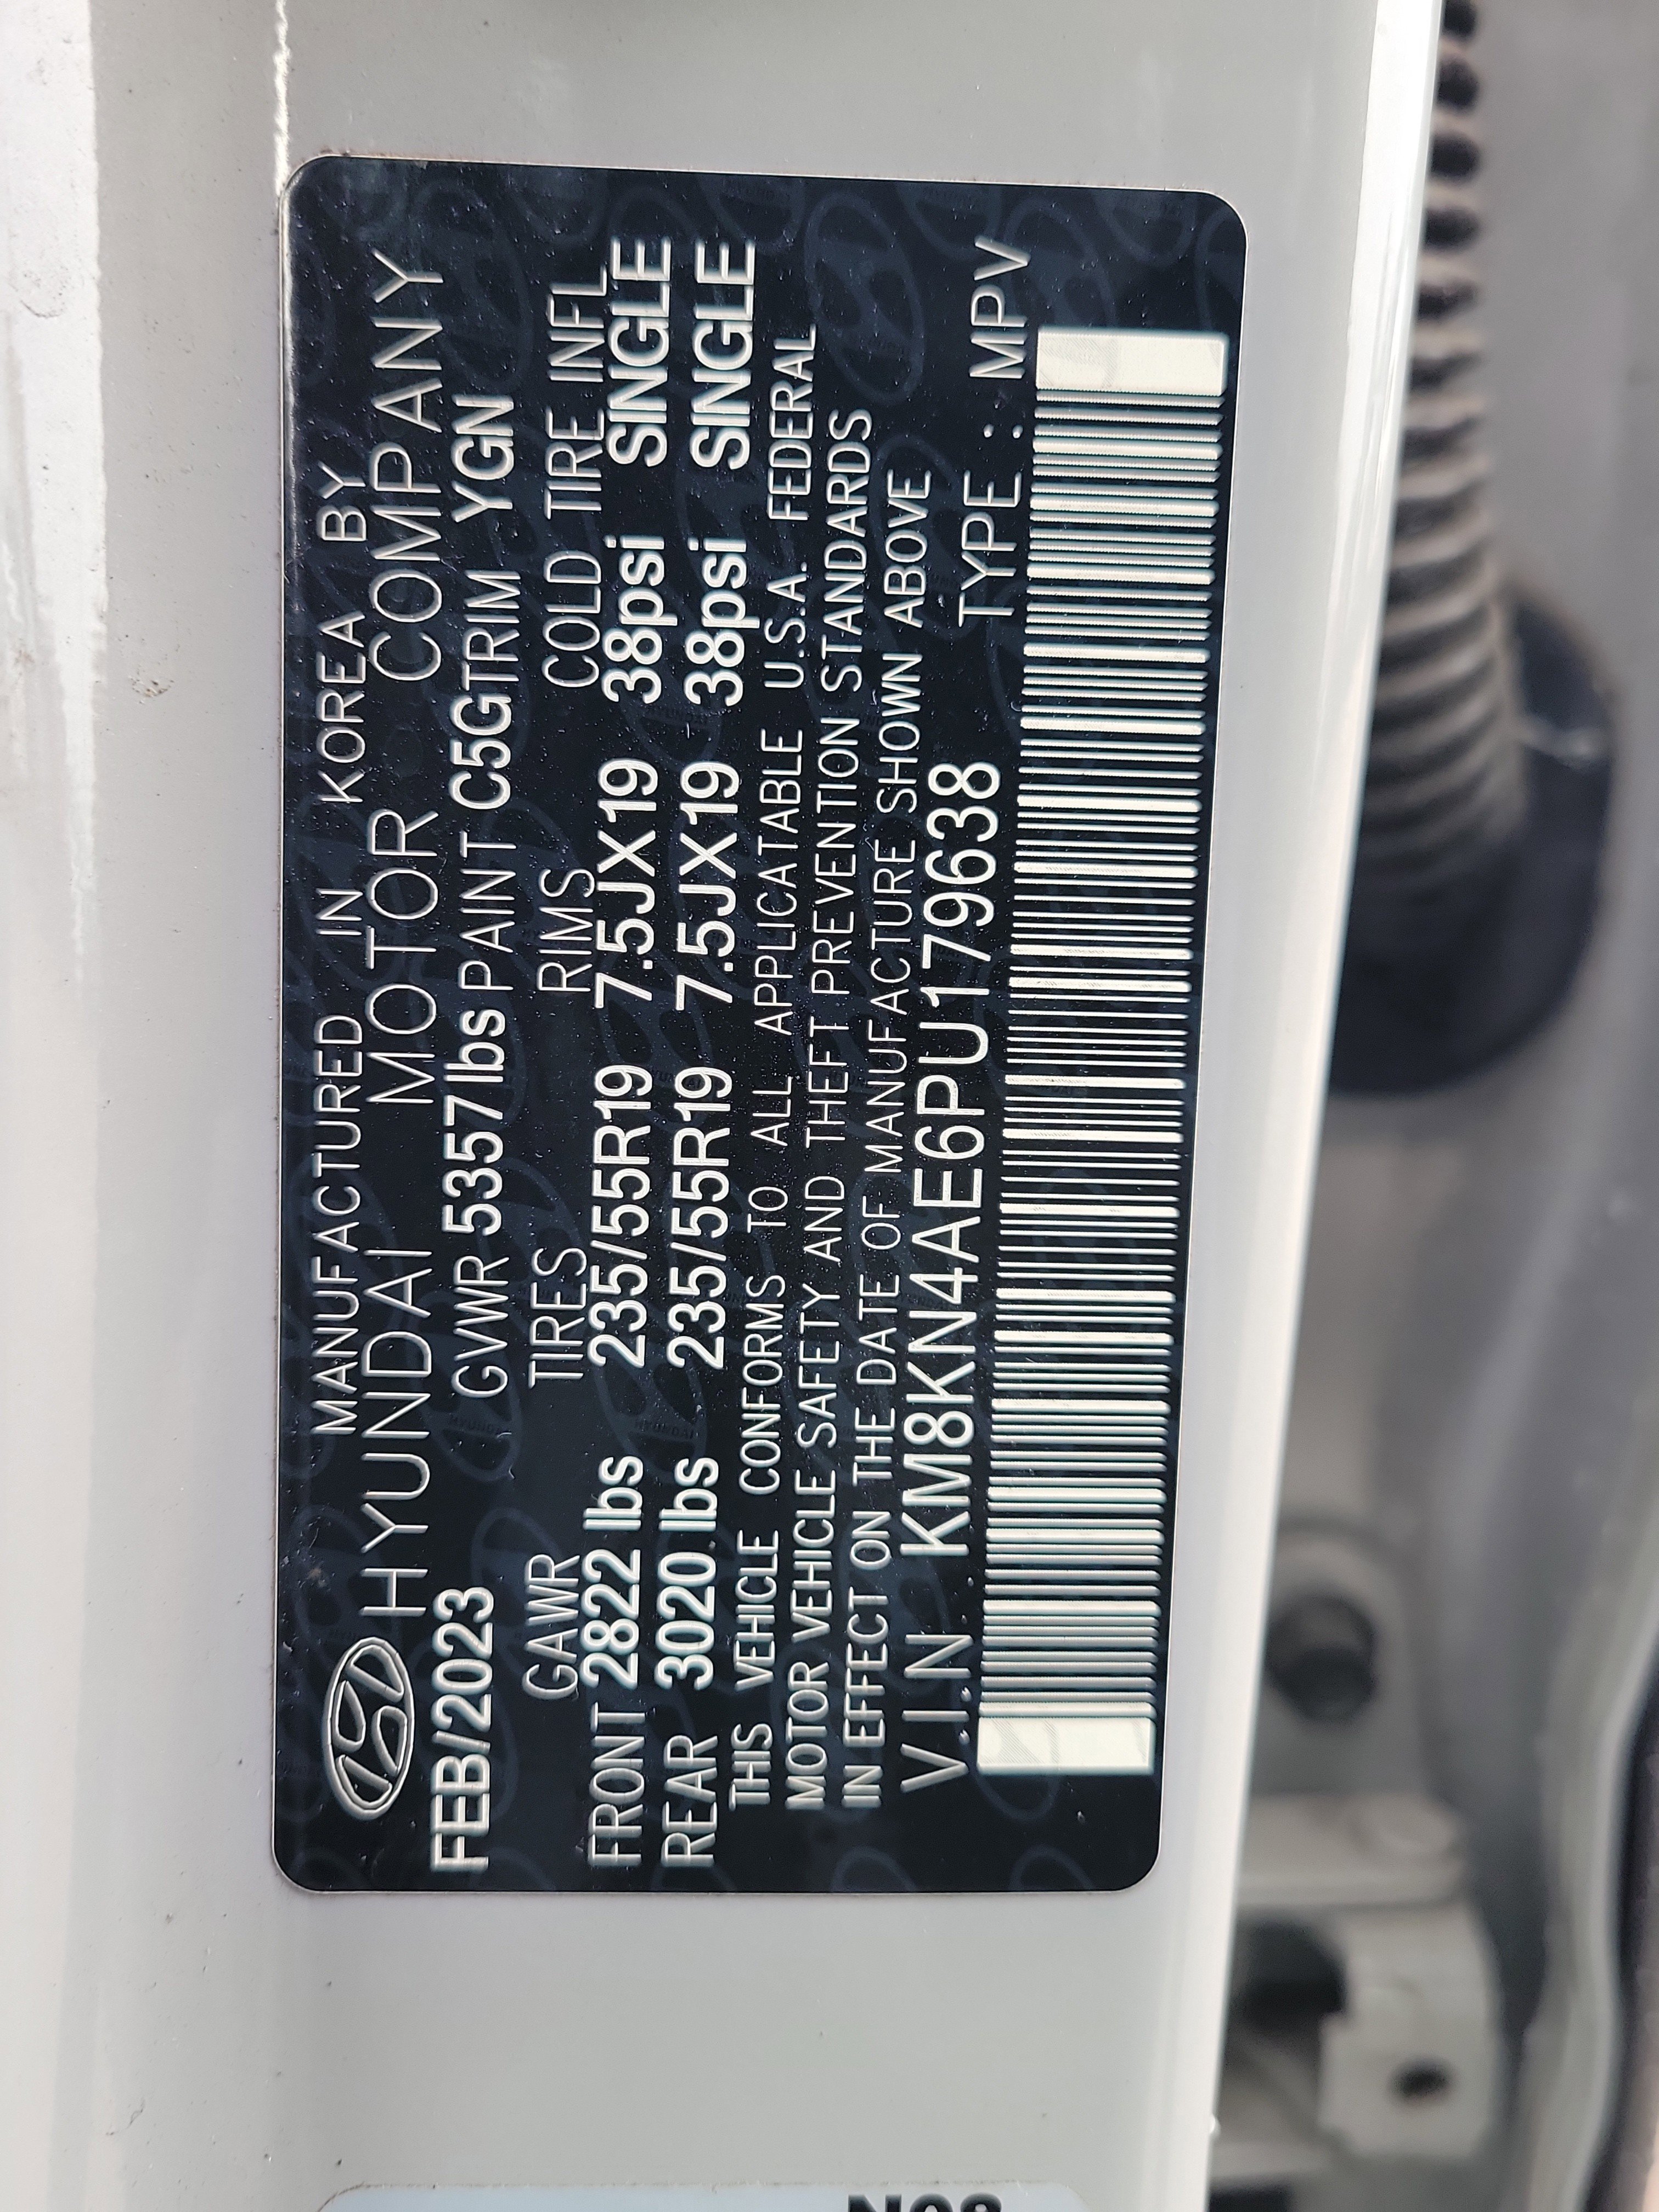 MANUFACTURED IN KOREA BY
HYUNDAI MOTOR COMPANY
FEB/2023 GVWR 5357 lbs PAINT C5G TRIM YGN
GAWR TIRES RIMS COLD TIRE INFL
FRONT 2822 lbs 235/55R19 7.5JX19 38psi SINGLE
REAR 3020 lbs 235/55R19 7.5JX19 38psi SINGLE
THIS VEHICLE CONFORMS TO ALL APPLICATABLE U.S.A. FEDERAL
MOTOR VEHICLE SAFETY AND THEFT PREVENTION STANDARDS
IN EFFECT ON THE DATE OF MANUFACTURE SHOWN ABOVE
V.I.N. KM8KN4AE6PU179638 TYPE : MPV